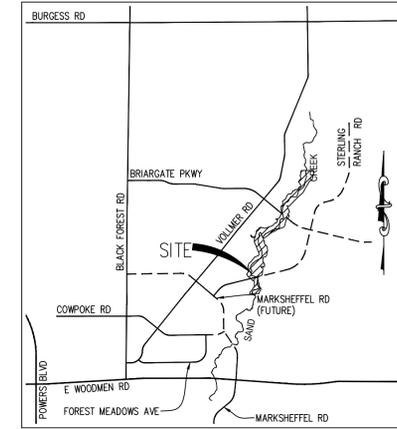 BURGESS RD
STERLING
RANCH RD
CREEK
BRIARGATE PKWY
BLACK FOREST RD
VOLLMER RD
SITE
MARKSHEFFEL RD
(FUTURE)
COWPOKE RD
SAND
POWERS BLVD
E WOODMEN RD
FOREST MEADOWS AVE
MARKSHEFFEL RD